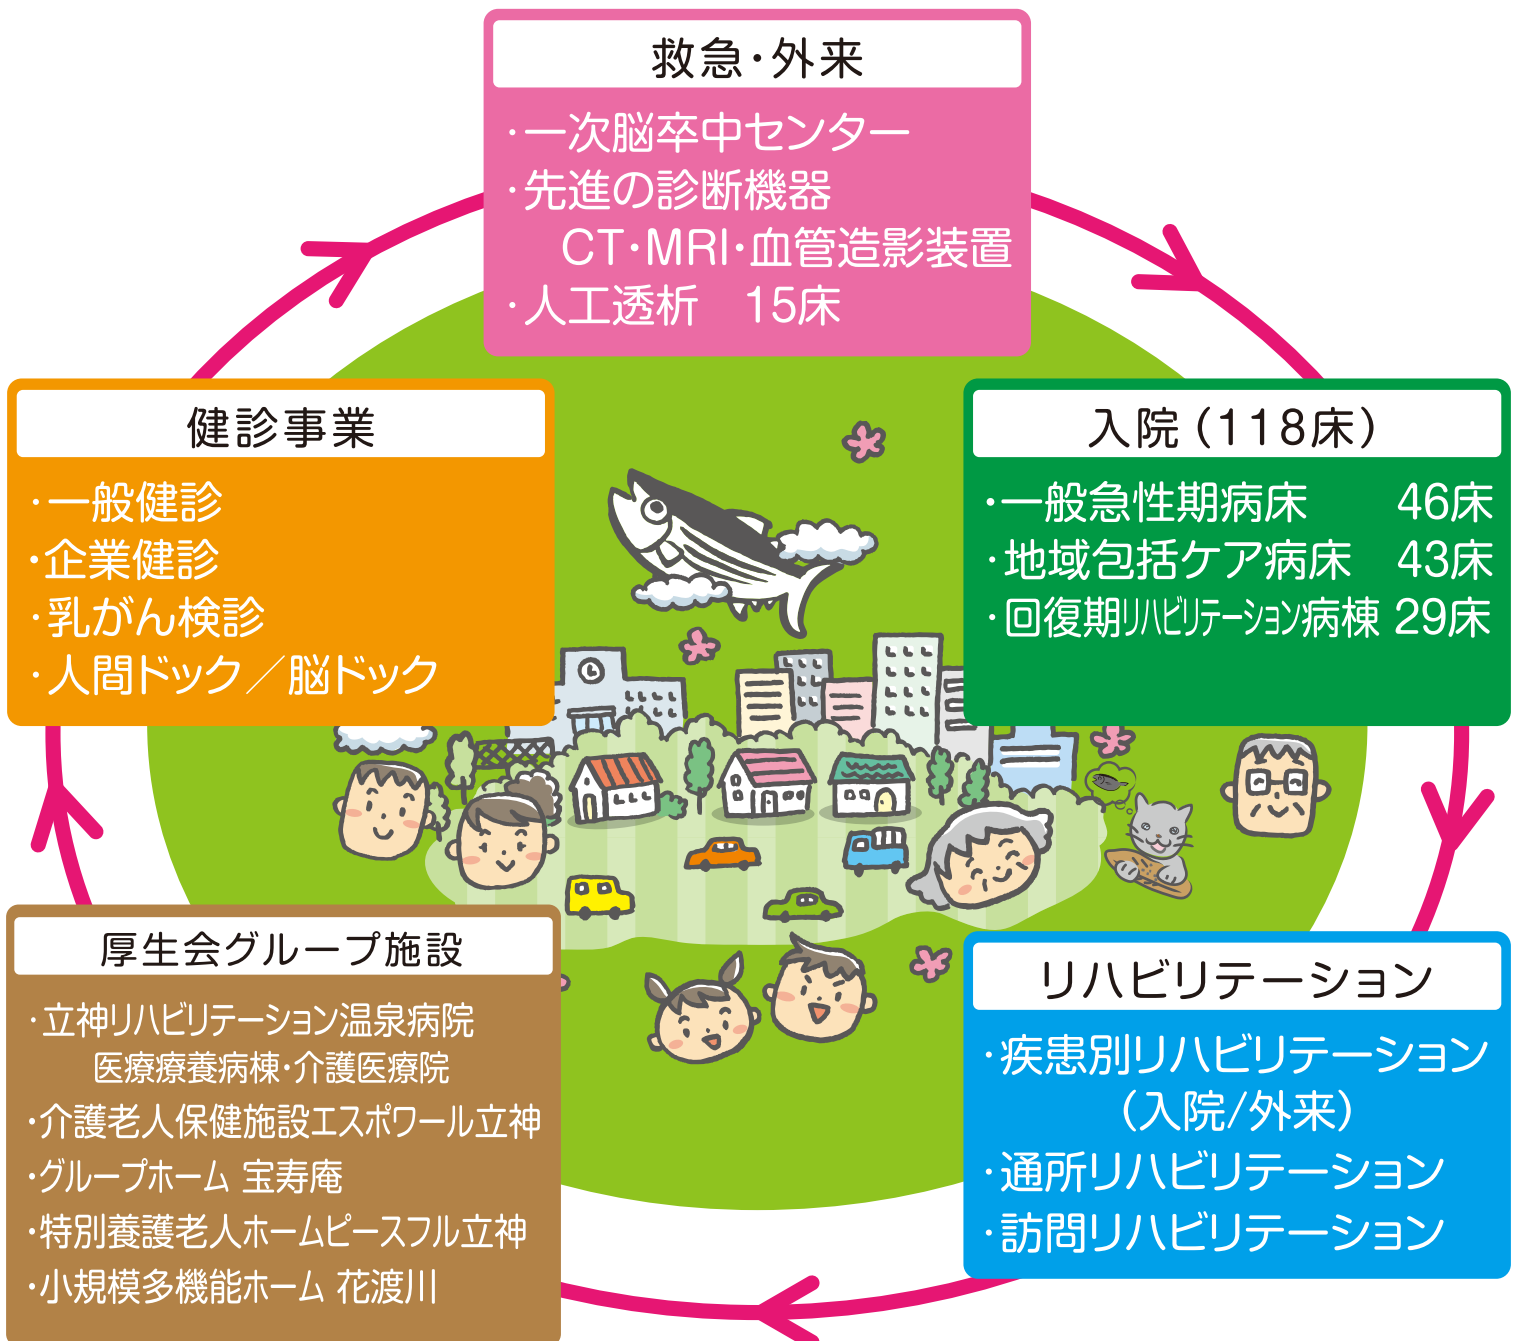 救急・外来
・一次脳卒中センター
・先進の診断機器
CT・MRI・血管造影装置
・人工透析　15床
健診事業
・一般健診
・企業健診
・乳がん検診
・人間ドック／脳ドック
入院（118床）
・一般急性期病床　46床
・地域包括ケア病床　43床
・回復期リハビリテーション病棟 29床
厚生会グループ施設
・立神リハビリテーション温泉病院
医療療養病棟・介護医療院
・介護老人保健施設エスポワール立神
・グループホーム 宝寿庵
・特別養護老人ホームピースフル立神
・小規模多機能ホーム 花渡川
リハビリテーション
・疾患別リハビリテーション
（入院/外来）
・通所リハビリテーション
・訪問リハビリテーション